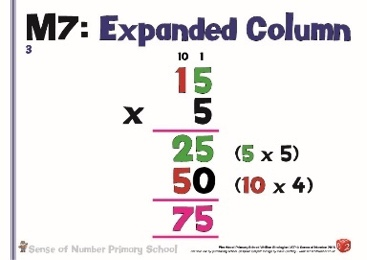 M7: Expanded Column
3
10 1
15
x 5
25 (5 x 5)
50 (10 x 4)
75
Sense of Number Primary School